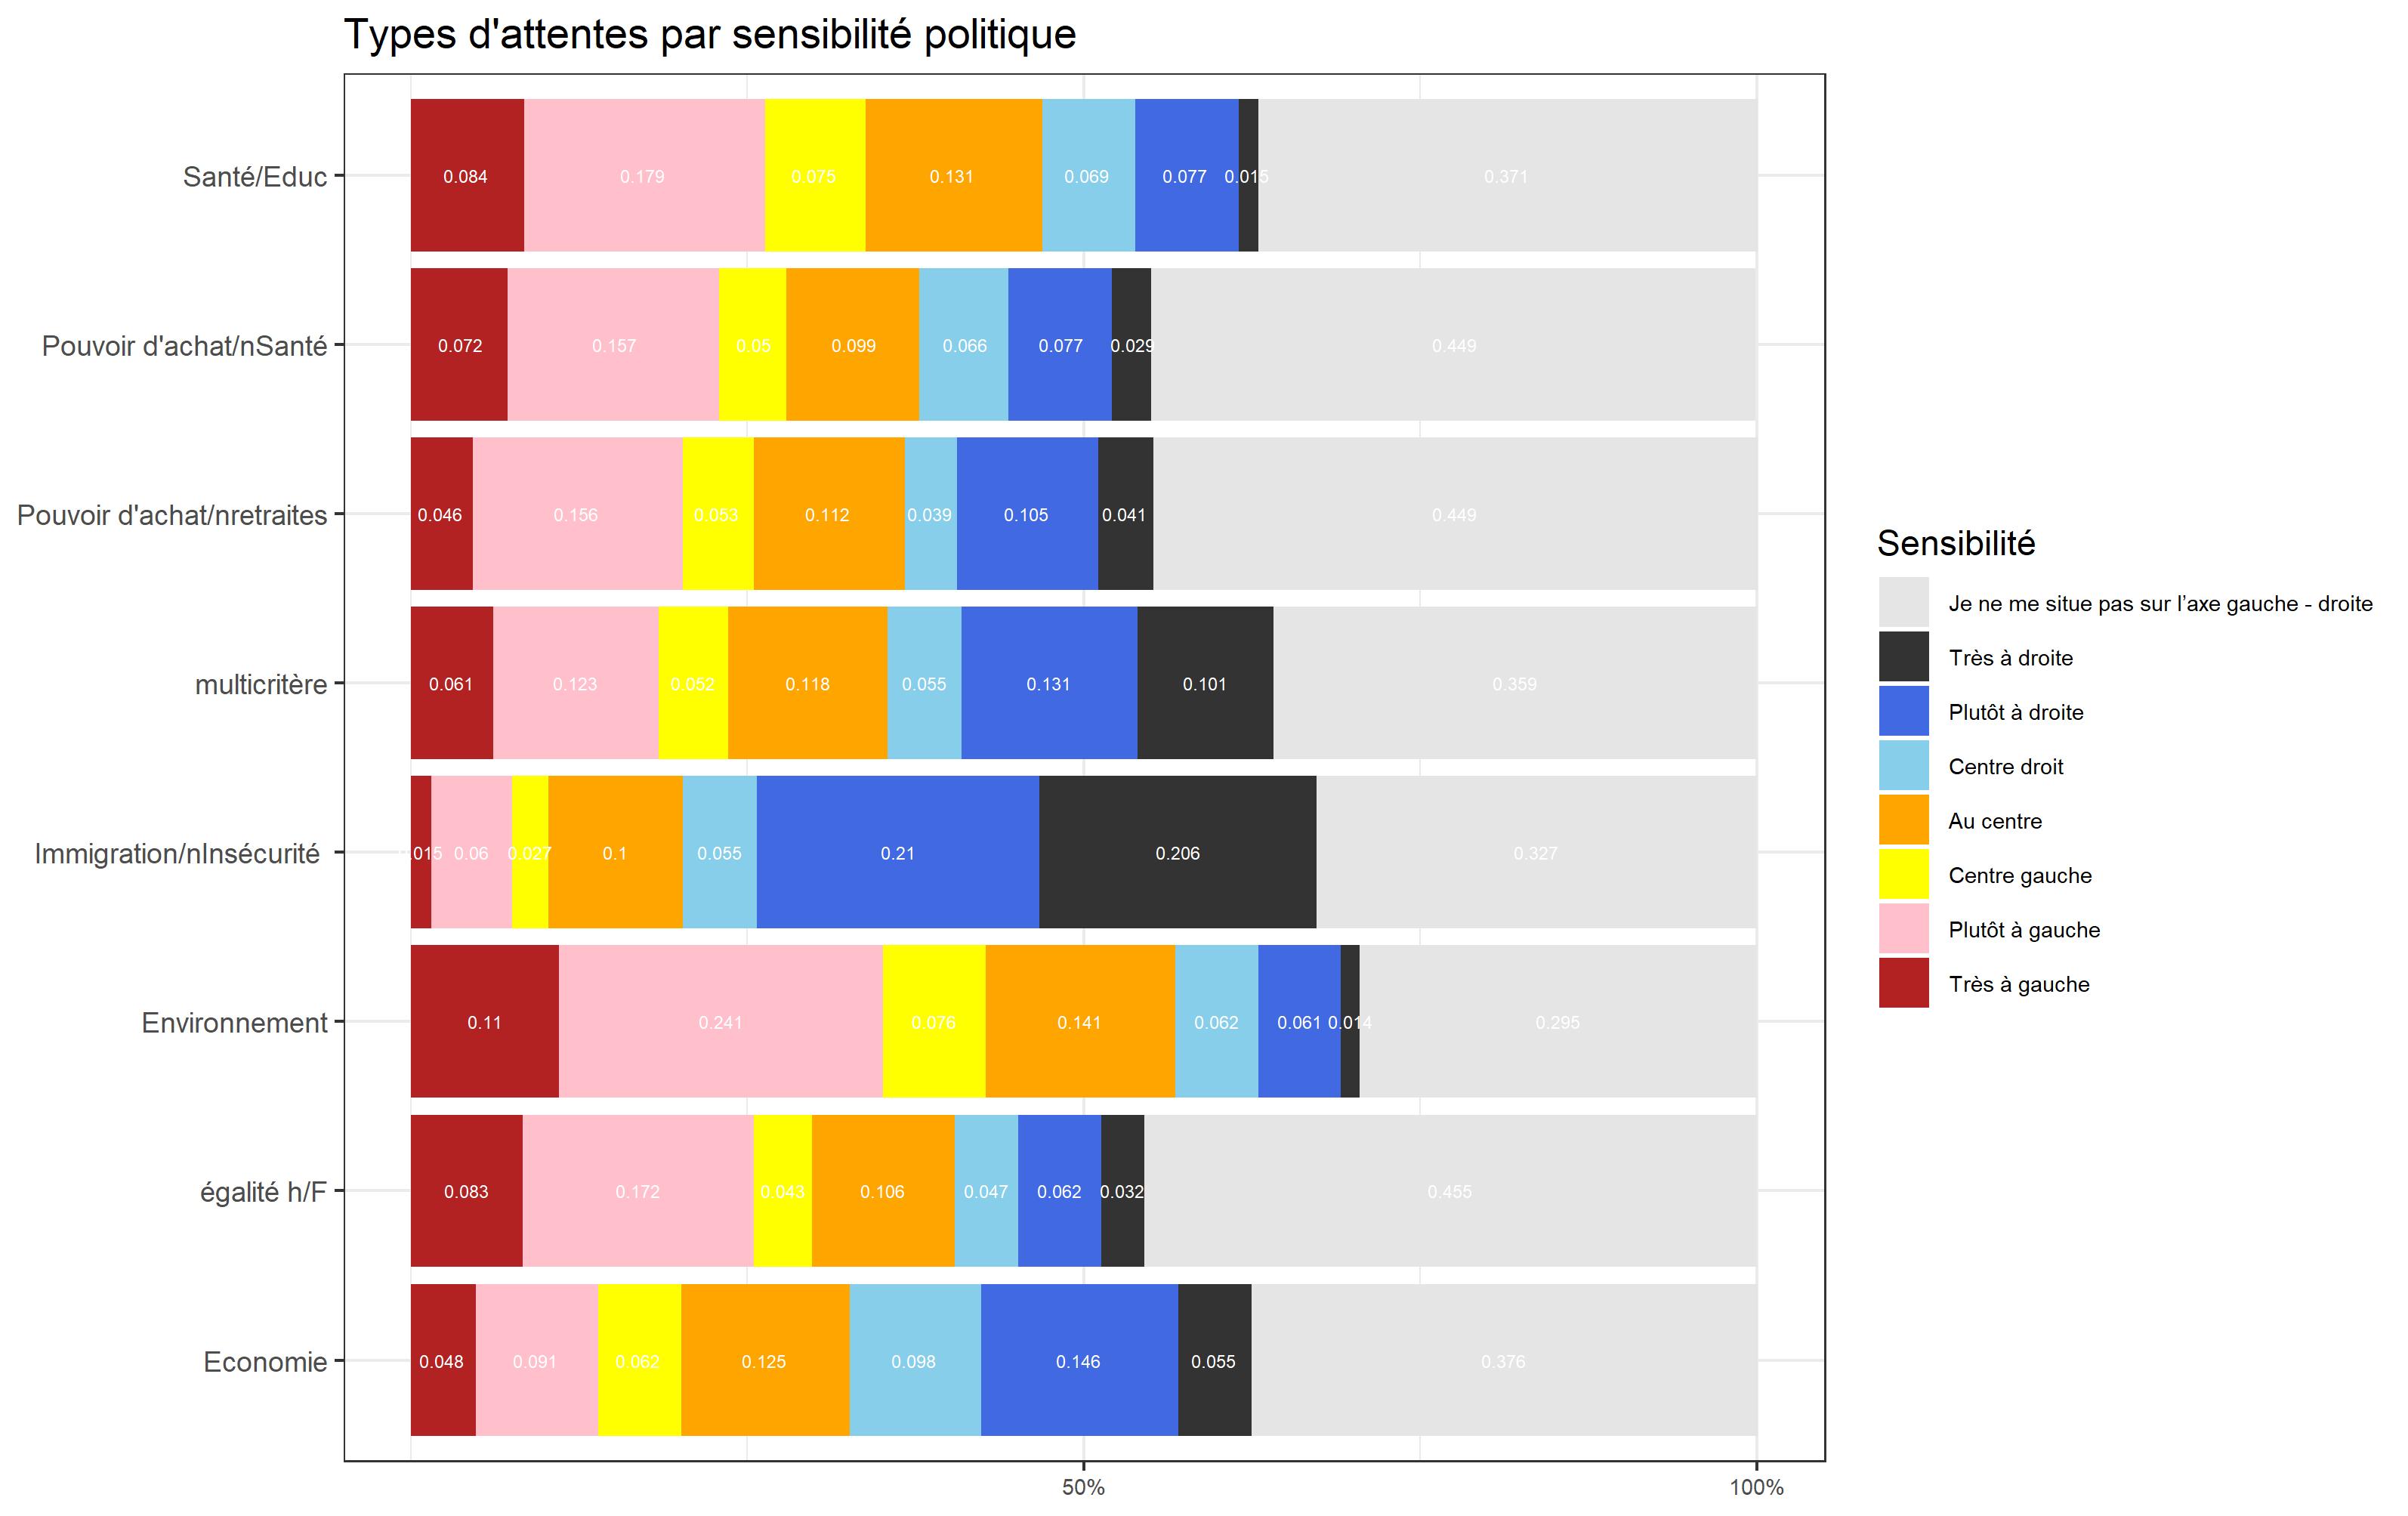 Types d'attentes par sensibilité politique
Santé/Educ
0.084 0.179 0.075 0.131 0.069 0.077 0.015 0.371
Pouvoir d'achat/nSanté
0.072 0.157 0.05 0.099 0.066 0.077 0.029 0.449
Pouvoir d'achat/nretraites
0.046 0.156 0.053 0.112 0.039 0.105 0.041 0.449
multicritère
0.061 0.123 0.052 0.118 0.055 0.131 0.101 0.359
Immigration/nInsécurité
0.015 0.06 0.027 0.1 0.055 0.21 0.206 0.327
Environnement
0.11 0.241 0.076 0.141 0.062 0.061 0.014 0.295
égalité h/F
0.083 0.172 0.043 0.106 0.047 0.062 0.032 0.455
Economie
0.048 0.091 0.062 0.125 0.098 0.146 0.055 0.376
50% 100%
Sensibilité
Je ne me situe pas sur l’axe gauche - droite
Très à droite
Plutôt à droite
Centre droit
Au centre
Centre gauche
Plutôt à gauche
Très à gauche